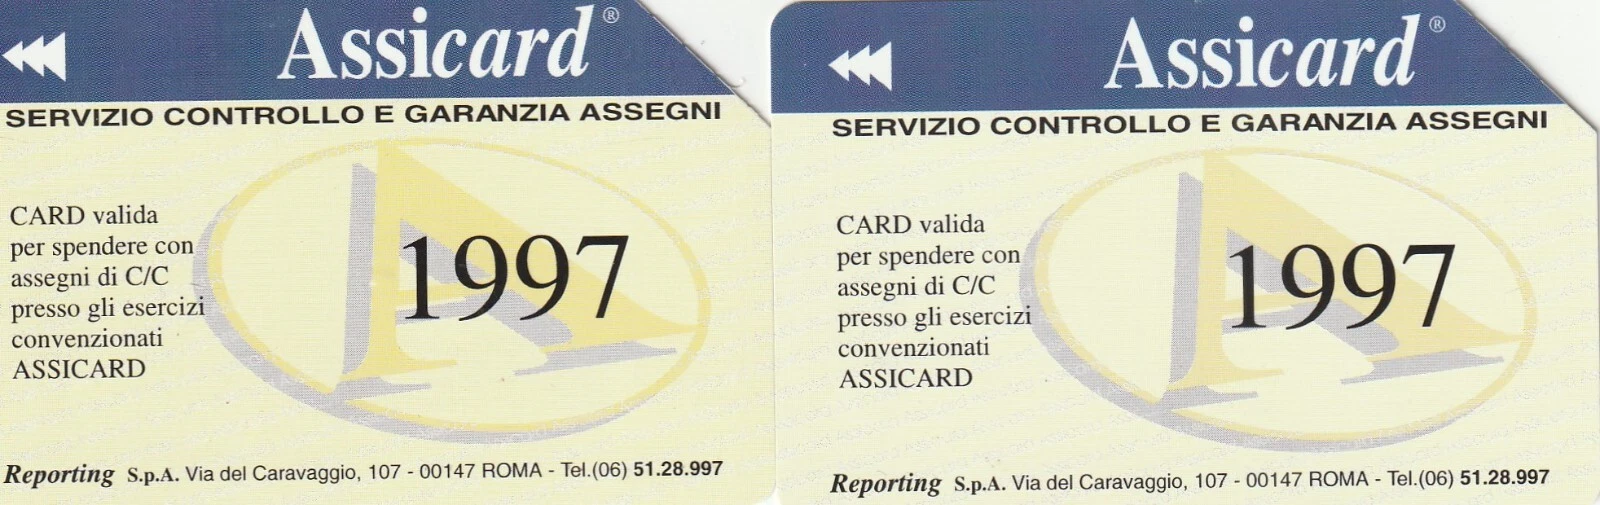 Assicard®
SERVIZIO CONTROLLO E GARANZIA ASSEGNI
CARD valida
per spendere con
assegni di C/C
presso gli esercizi
convenzionati
ASSICARD
1997
Reporting S.p.A. Via del Caravaggio, 107 - 00147 ROMA - Tel.(06) 51.28.997
Assicard®
SERVIZIO CONTROLLO E GARANZIA ASSEGNI
CARD valida
per spendere con
assegni di C/C
presso gli esercizi
convenzionati
ASSICARD
1997
Reporting S.p.A. Via del Caravaggio, 107 - 00147 ROMA - Tel.(06) 51.28.997